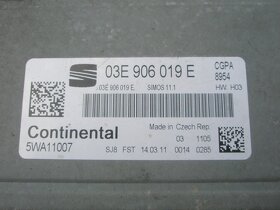 03E 906 019 E
CGPA
8954
03E 906 019 E SIMOS 11.1
HW: H03
Continental
5WA11007
Made in Czech Rep.
03 1105
SJ8 FST 14.03.11 0014 0285